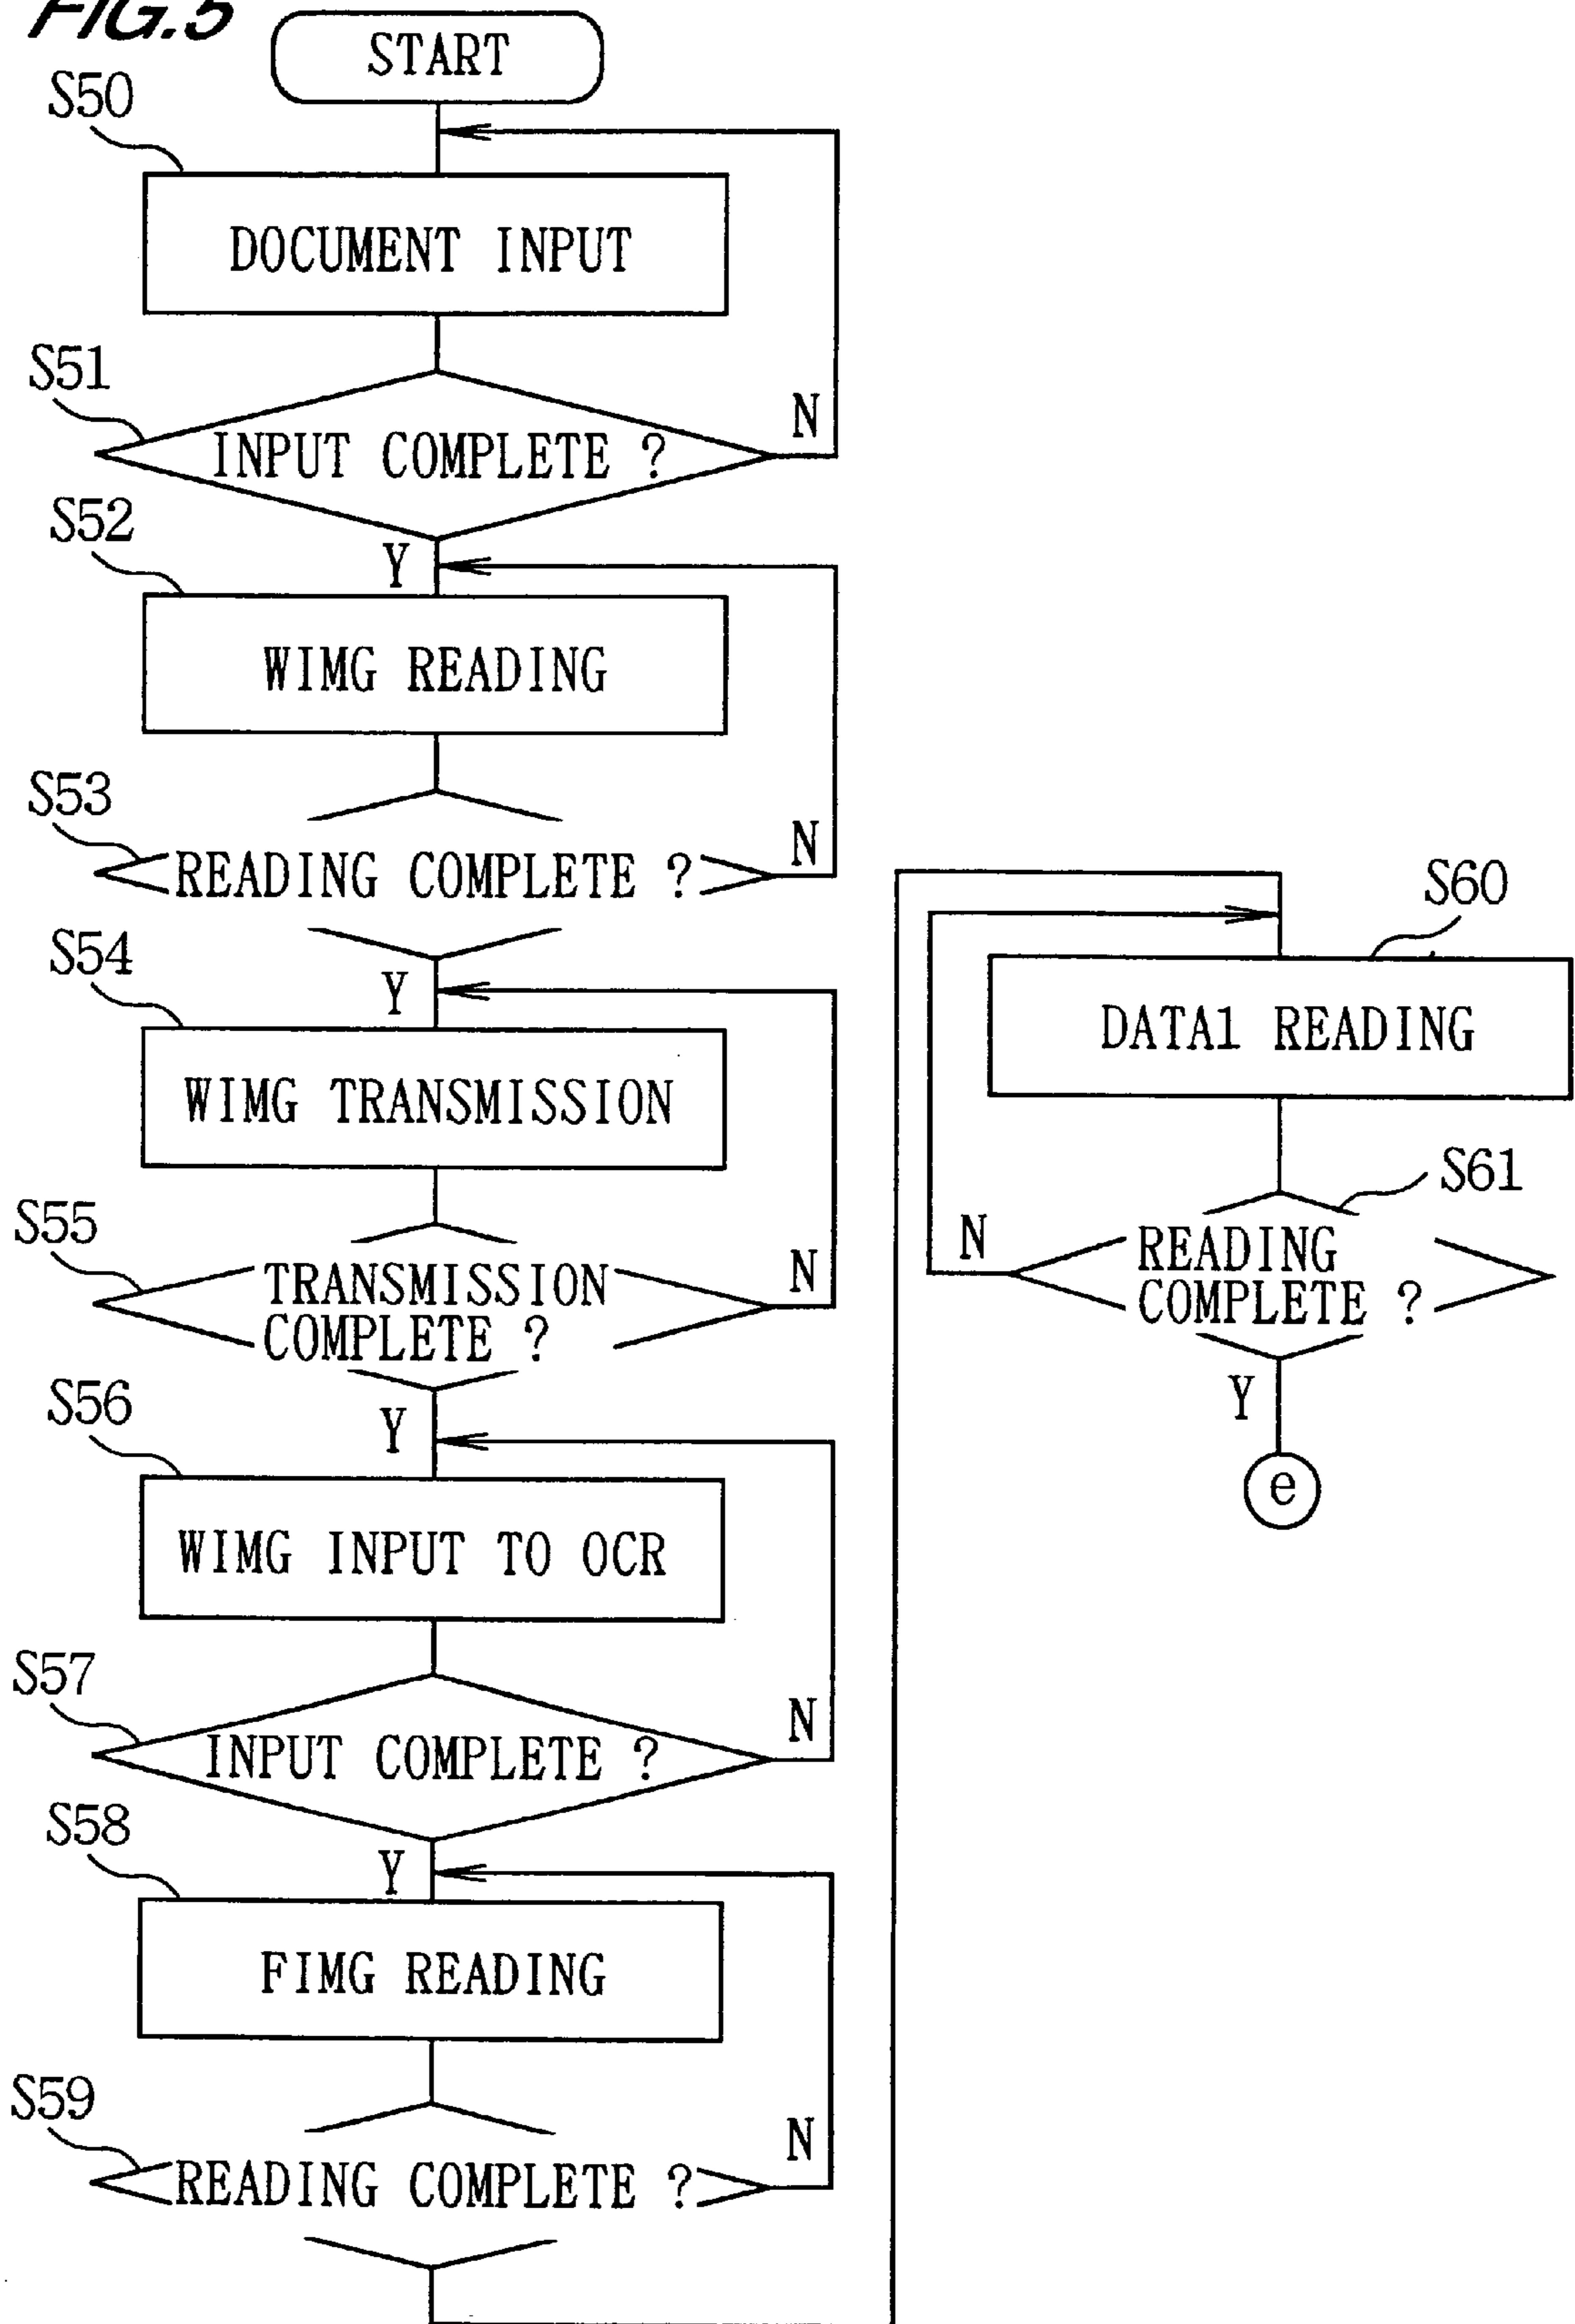 FIG.5
START
S50
DOCUMENT INPUT
S51
INPUT COMPLETE ?
N
S52
Y
WIMG READING
S53
READING COMPLETE ?
N
S54
Y
WIMG TRANSMISSION
S55
TRANSMISSION
COMPLETE ?
N
S56
Y
WIMG INPUT TO OCR
S57
INPUT COMPLETE ?
N
S58
Y
FIMG READING
S59
READING COMPLETE ?
N
S60
DATA1 READING
S61
N
READING
COMPLETE ?
Y
e